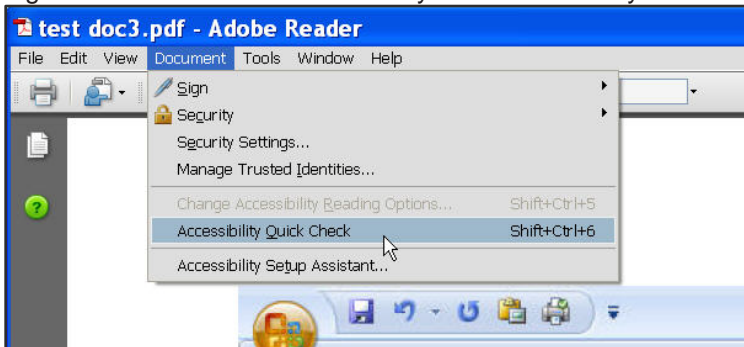 test doc3.pdf - Adobe Reader
File Edit View Document Tools Window Help
Sign
Security
Security Settings...
Manage Trusted Identities...
Change Accessibility Reading Options... Shift+Ctrl+5
Accessibility Quick Check Shift+Ctrl+6
Accessibility Setup Assistant...